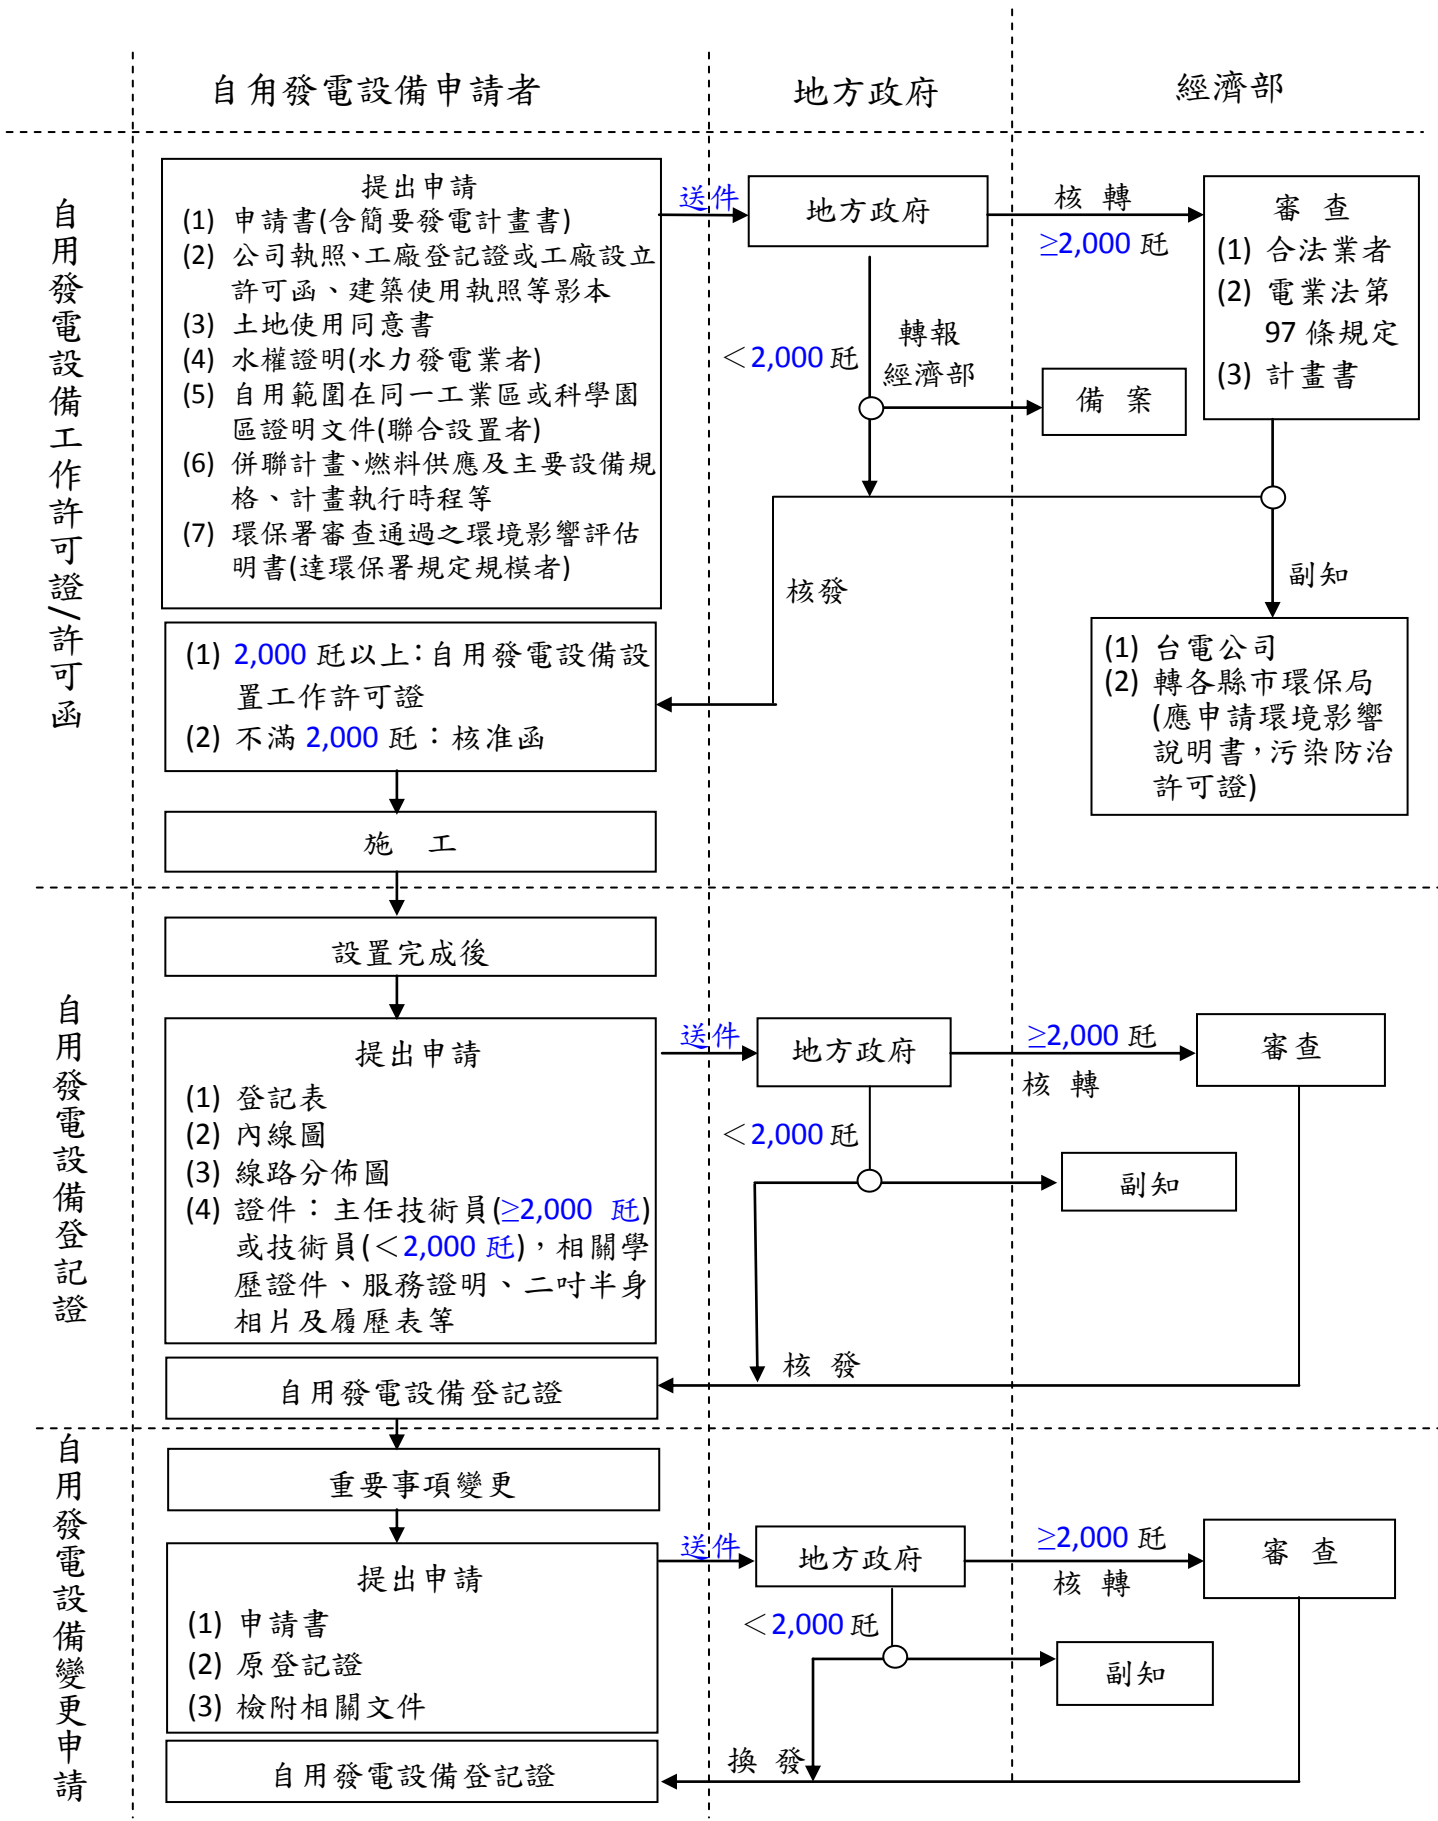 自用發電設備申請者
地方政府
經濟部
自用發電設備工作許可證/許可函
提出申請
(1) 申請書(含簡要發電計畫書)
(2) 公司執照、工廠登記證或工廠設立
許可函、建築使用執照等影本
(3) 土地使用同意書
(4) 水權證明(水力發電業者)
(5) 自用範圍在同一工業區或科學園
區證明文件(聯合設置者)
(6) 併聯計畫、燃料供應及主要設備規
格、計畫執行時程等
(7) 環保署審查通過之環境影響評估
明書(達環保署規定規模者)
送件
地方政府
核 轉
≥2,000 瓩
審 查
(1) 合法業者
(2) 電業法第
97 條規定
(3) 計畫書
＜2,000 瓩
轉報
經濟部
備 案
核發
副知
(1) 台電公司
(2) 轉各縣市環保局
(應申請環境影響
說明書，污染防治
許可證)
(1) 2,000 瓩以上：自用發電設備設
置工作許可證
(2) 不滿 2,000 瓩：核准函
施 工
自用發電設備登記證
設置完成後
提出申請
(1) 登記表
(2) 內線圖
(3) 線路分佈圖
(4) 證件：主任技術員(≥2,000 瓩)
或技術員(＜2,000 瓩)，相關學
歷證件、服務證明、二吋半身
相片及履歷表等
送件
地方政府
≥2,000 瓩
核 轉
審查
＜2,000 瓩
副知
核 發
自用發電設備登記證
自用發電設備變更申請
重要事項變更
提出申請
(1) 申請書
(2) 原登記證
(3) 檢附相關文件
送件
地方政府
≥2,000 瓩
核 轉
審 查
＜2,000 瓩
副知
換 發
自用發電設備登記證